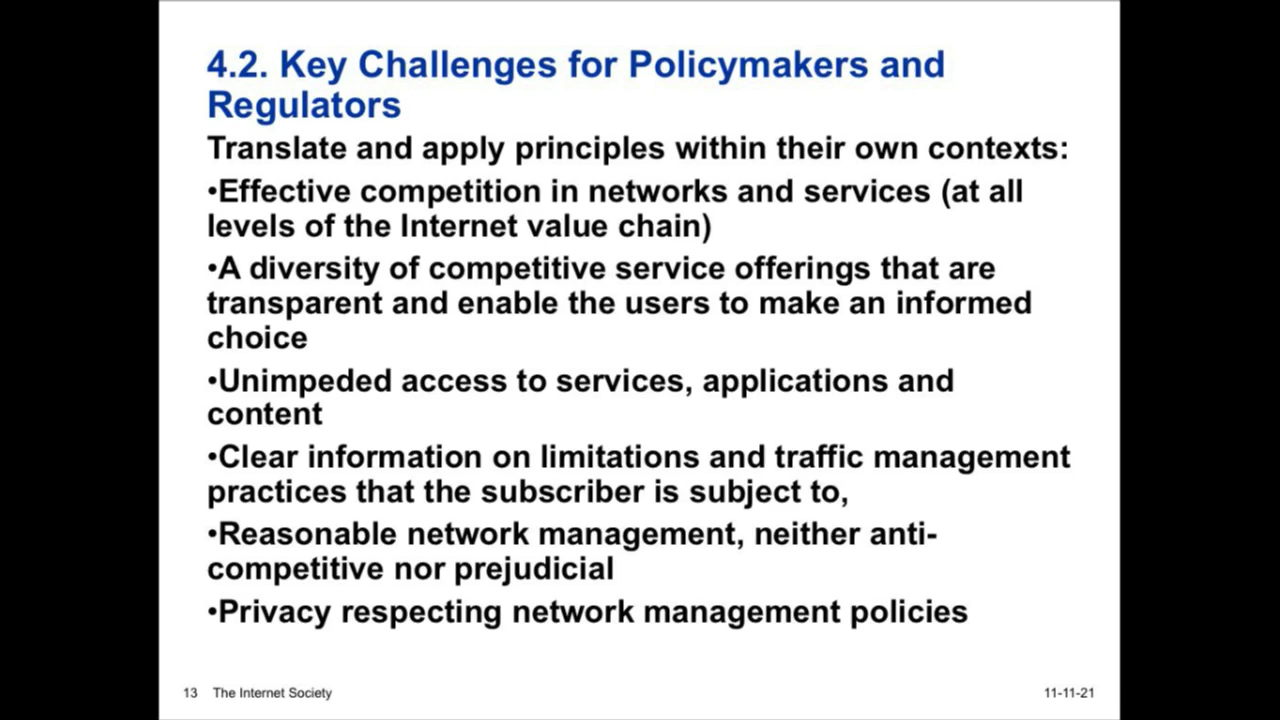 4.2. Key Challenges for Policymakers and
Regulators
Translate and apply principles within their own contexts:
•Effective competition in networks and services (at all
levels of the Internet value chain)
•A diversity of competitive service offerings that are
transparent and enable the users to make an informed
choice
•Unimpeded access to services, applications and
content
•Clear information on limitations and traffic management
practices that the subscriber is subject to,
•Reasonable network management, neither anti-
competitive nor prejudicial
•Privacy respecting network management policies
13 The Internet Society 11-11-21